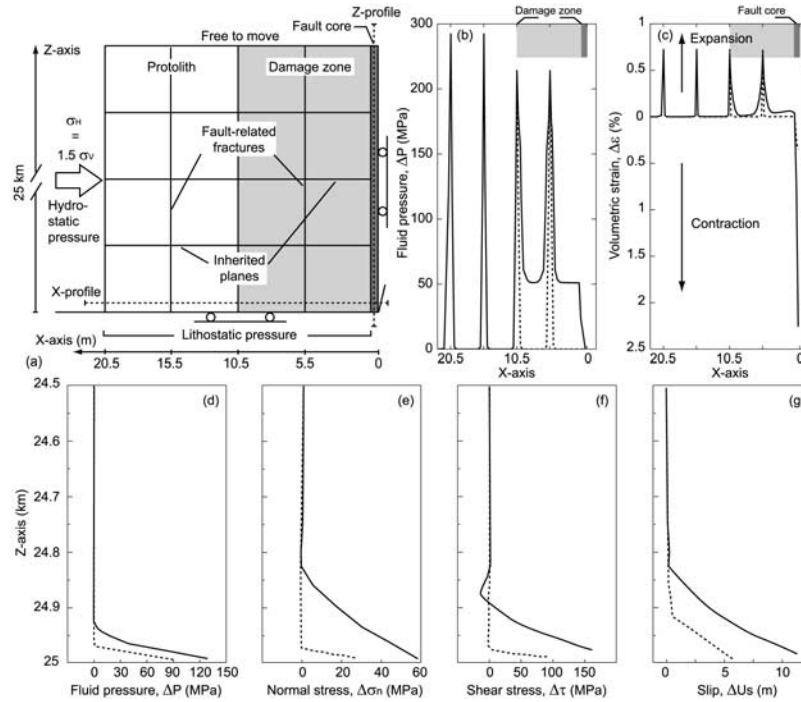 (a)
Z-axis
25 km
Free to move
Fault core
Z-profile
Protolith
Damage zone
σH
=
1.5 σV
Hydro-
static
pressure
Fault-related
fractures
Inherited
planes
X-profile
Lithostatic pressure
X-axis (m)
20.5
15.5
10.5
5.5
0
(b)
Damage zone
Fluid pressure, ΔP (MPa)
300
250
200
150
100
50
0
20.5
10.5
0
X-axis
(c)
Fault core
Expansion
Contraction
Volumetric strain, Δε (%)
1
0.5
0
0.5
1
1.5
2
2.5
20.5
10.5
0
X-axis
(d)
Z-axis (km)
24.5
24.6
24.7
24.8
24.9
25
0
30
60
90
120
150
Fluid pressure, ΔP (MPa)
(e)
0
20
40
60
Normal stress, Δσn (MPa)
(f)
0
50
100
150
Shear stress, Δτ (MPa)
(g)
0
5
10
Slip, ΔUs (m)